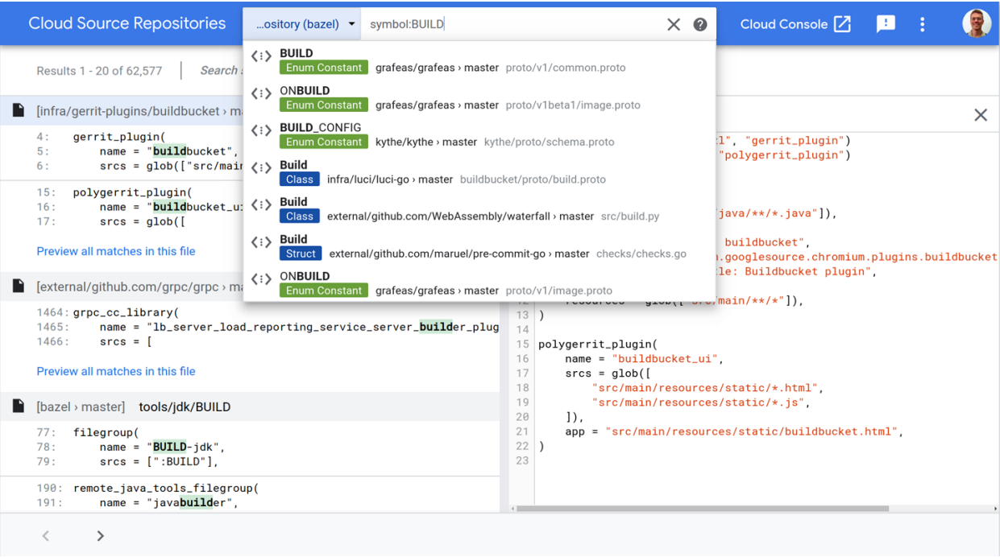 Cloud Source Repositories
...ository (bazel)
symbol:BUILD
Cloud Console
Results 1 - 20 of 62,577
Search
BUILD
Enum Constant grafeas/grafeas › master proto/v1/common.proto
ONBUILD
Enum Constant grafeas/grafeas › master proto/v1beta1/image.proto
BUILD_CONFIG
Enum Constant kythe/kythe › master kythe/proto/schema.proto
Build
Class infra/luci/luci-go › master buildbucket/proto/build.proto
Build
Class external/github.com/WebAssembly/waterfall › master src/build.py
Build
Struct external/github.com/maruel/pre-commit-go › master checks/checks.go
ONBUILD
Enum Constant grafeas/grafeas › master proto/v1/image.proto
[infra/gerrit-plugins/buildbucket › ma
4: gerrit_plugin(
5: name = "buildbucket",
6: srcs = glob(["src/main
15: polygerrit_plugin(
16: name = "buildbucket_ui
17: srcs = glob([
Preview all matches in this file
[external/github.com/grpc/grpc › ma
1464: grpc_cc_library(
1465: name = "lb_server_load_reporting_service_server_builder_plug
1466: srcs = [
Preview all matches in this file
[bazel › master] tools/jdk/BUILD
77: filegroup(
78: name = "BUILD-jdk",
79: srcs = [":BUILD"],
190: remote_java_tools_filegroup(
191: name = "javabuilder",
l", "gerrit_plugin")
"polygerrit_plugin")
java/**/*.java"]),
buildbucket",
.googlesource.chromium.plugins.buildbucket
le: Buildbucket plugin",
12 resources = glob(["src/main/**/*"]),
13 )
14
15 polygerrit_plugin(
16 name = "buildbucket_ui",
17 srcs = glob([
18 "src/main/resources/static/*.html",
19 "src/main/resources/static/*.js",
20 ]),
21 app = "src/main/resources/static/buildbucket.html",
22 )
23